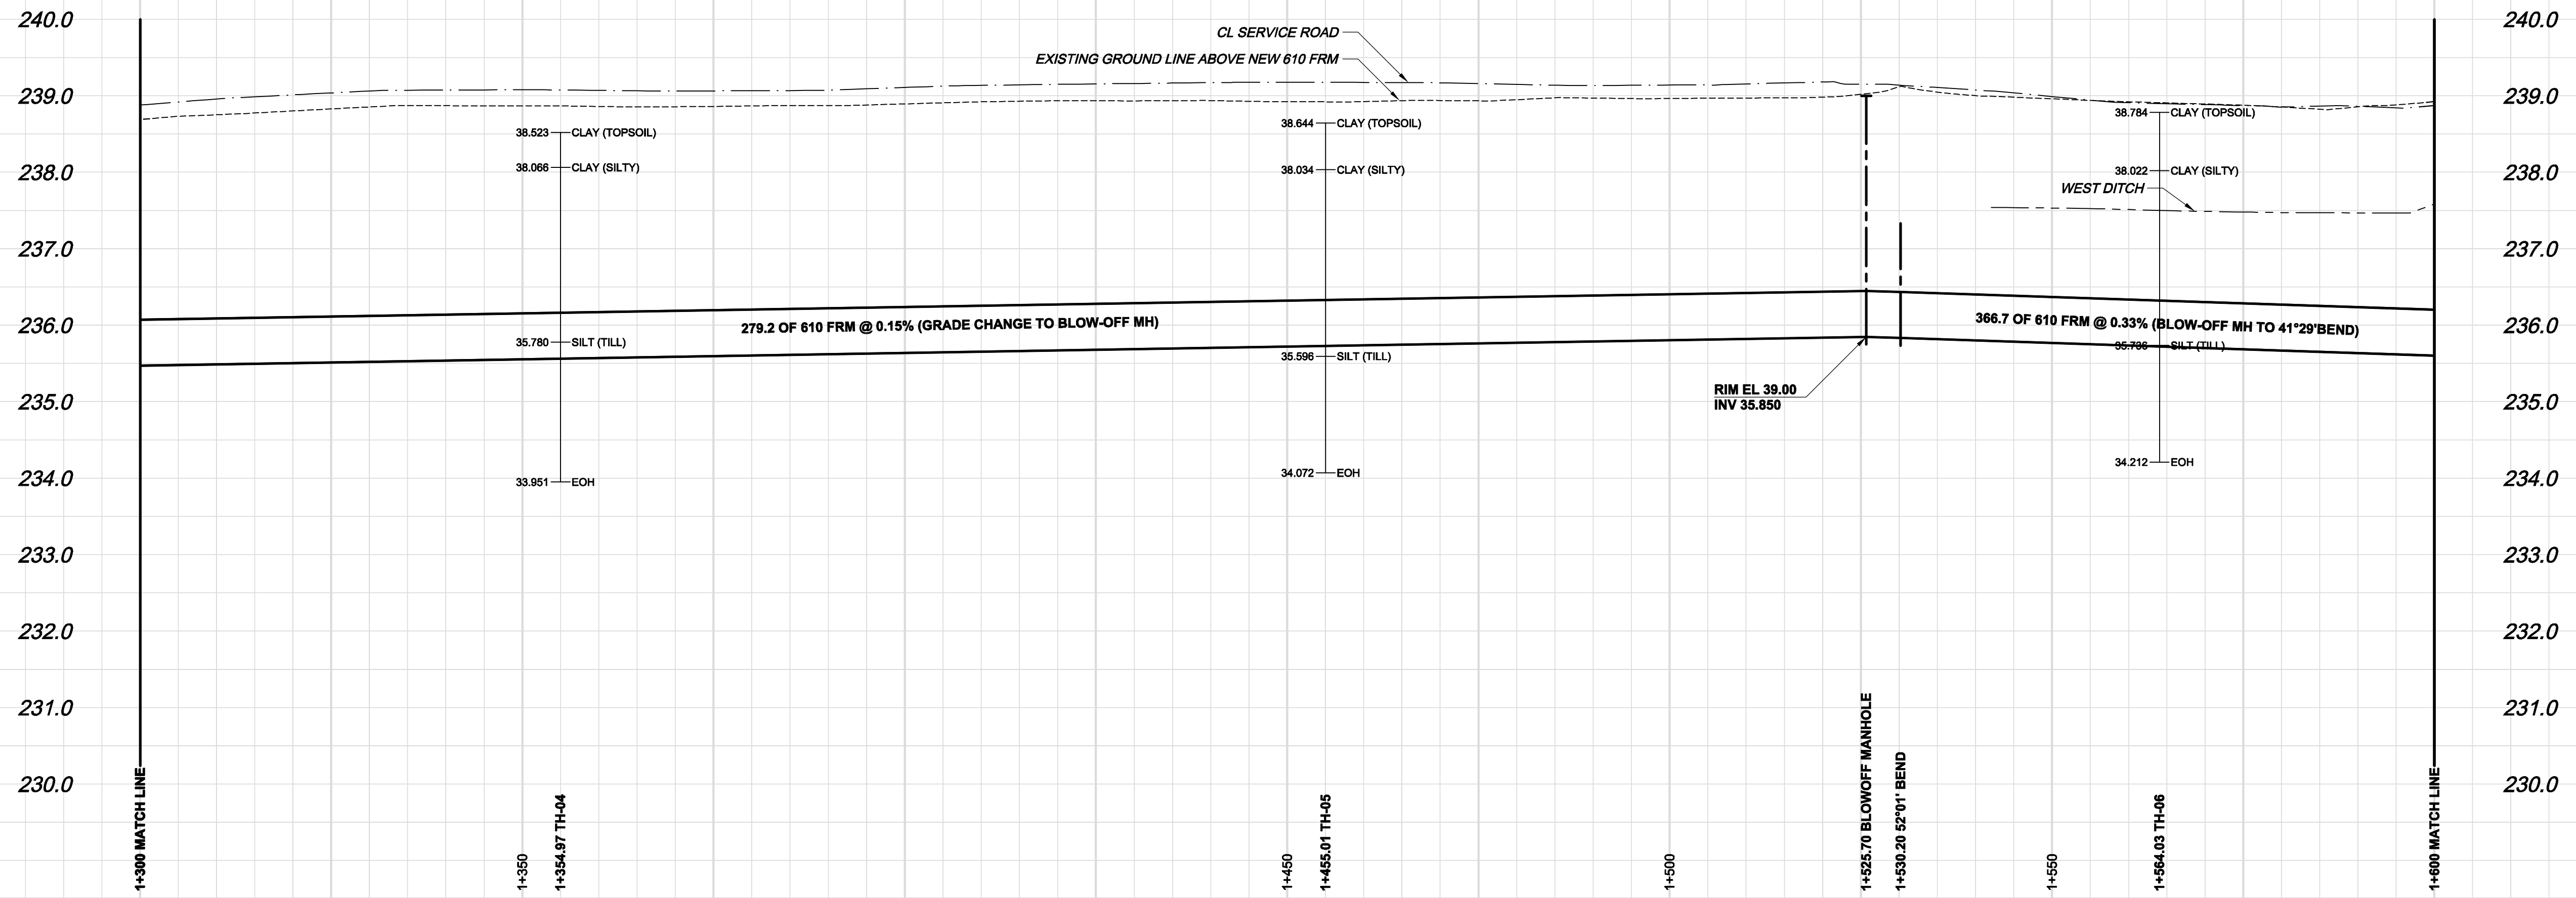 240.0
240.0
CL SERVICE ROAD
EXISTING GROUND LINE ABOVE NEW 610 FRM
239.0
239.0
38.523 CLAY (TOPSOIL)
38.644 CLAY (TOPSOIL)
38.784 CLAY (TOPSOIL)
38.066 CLAY (SILTY)
38.034 CLAY (SILTY)
38.022 CLAY (SILTY)
238.0
238.0
WEST DITCH
237.0
237.0
236.0
279.2 OF 610 FRM @ 0.15% (GRADE CHANGE TO BLOW-OFF MH)
366.7 OF 610 FRM @ 0.33% (BLOW-OFF MH TO 41°29'BEND)
236.0
35.780 SILT (TILL)
35.596 SILT (TILL)
35.736 SILT (TILL)
RIM EL 39.00
INV 35.850
235.0
235.0
33.951 EOH
34.072 EOH
34.212 EOH
234.0
234.0
233.0
233.0
232.0
232.0
231.0
231.0
230.0
230.0
1+300 MATCH LINE
1+350
1+354.97 TH-04
1+450
1+455.01 TH-05
1+500
1+525.70 BLOWOFF MANHOLE
1+530.20 52°01' BEND
1+550
1+564.03 TH-06
1+600 MATCH LINE